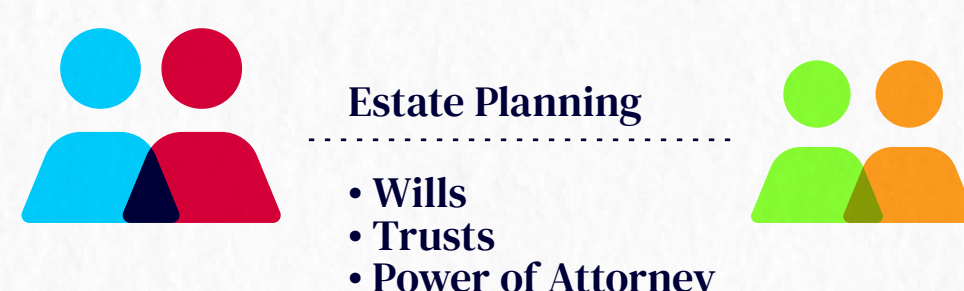 Estate Planning
• Wills
• Trusts
• Power of Attorney